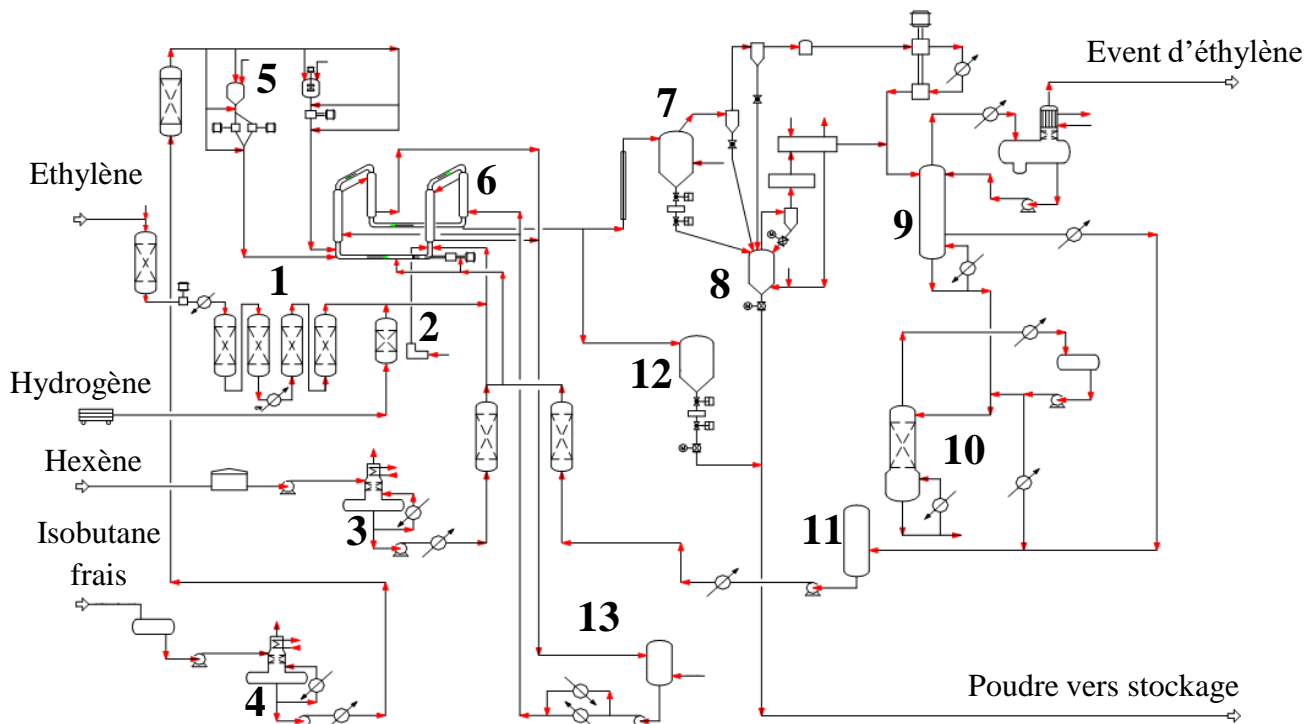 Event d'éthylène
5
7
Ethylène
6
9
1
8
2
12
Hydrogène
10
Hexène
3
11
Isobutane
frais
13
4
Poudre vers stockage